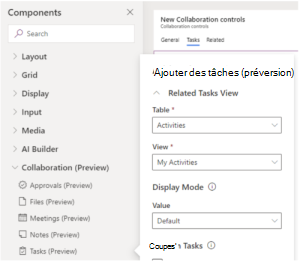 Components
Search
Layout
Grid
Display
Input
Media
AI Builder
Collaboration (Preview)
Approvals (Preview)
Files (Preview)
Meetings (Preview)
Notes (Preview)
Tasks (Preview)
New Collaboration controls
Collaboration controls
General Tasks Related
Ajouter des tâches (préversion)
Related Tasks View
Table *
Activities
View *
My Activities
Display Mode
Value
Default
Coupes'n Tasks